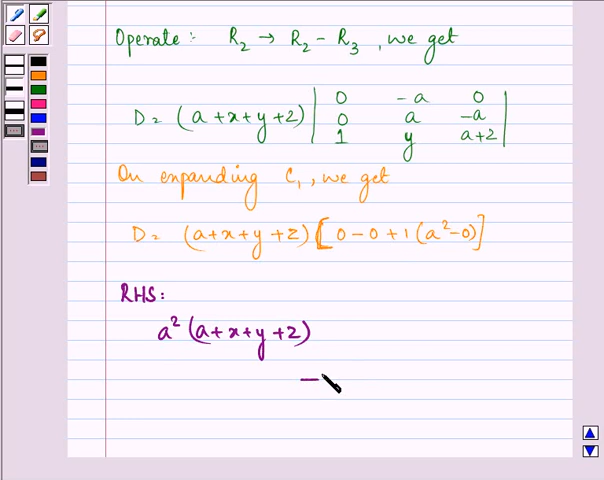 Operate: R2 → R2 - R3, we get
D = (a+x+y+z) | 0 -a 0 |
| 0 a -a |
| 1 y a+z |
On expanding C1, we get
D = (a+x+y+z) [0-0+1(a²-0)]
RHS:
a² (a+x+y+z)